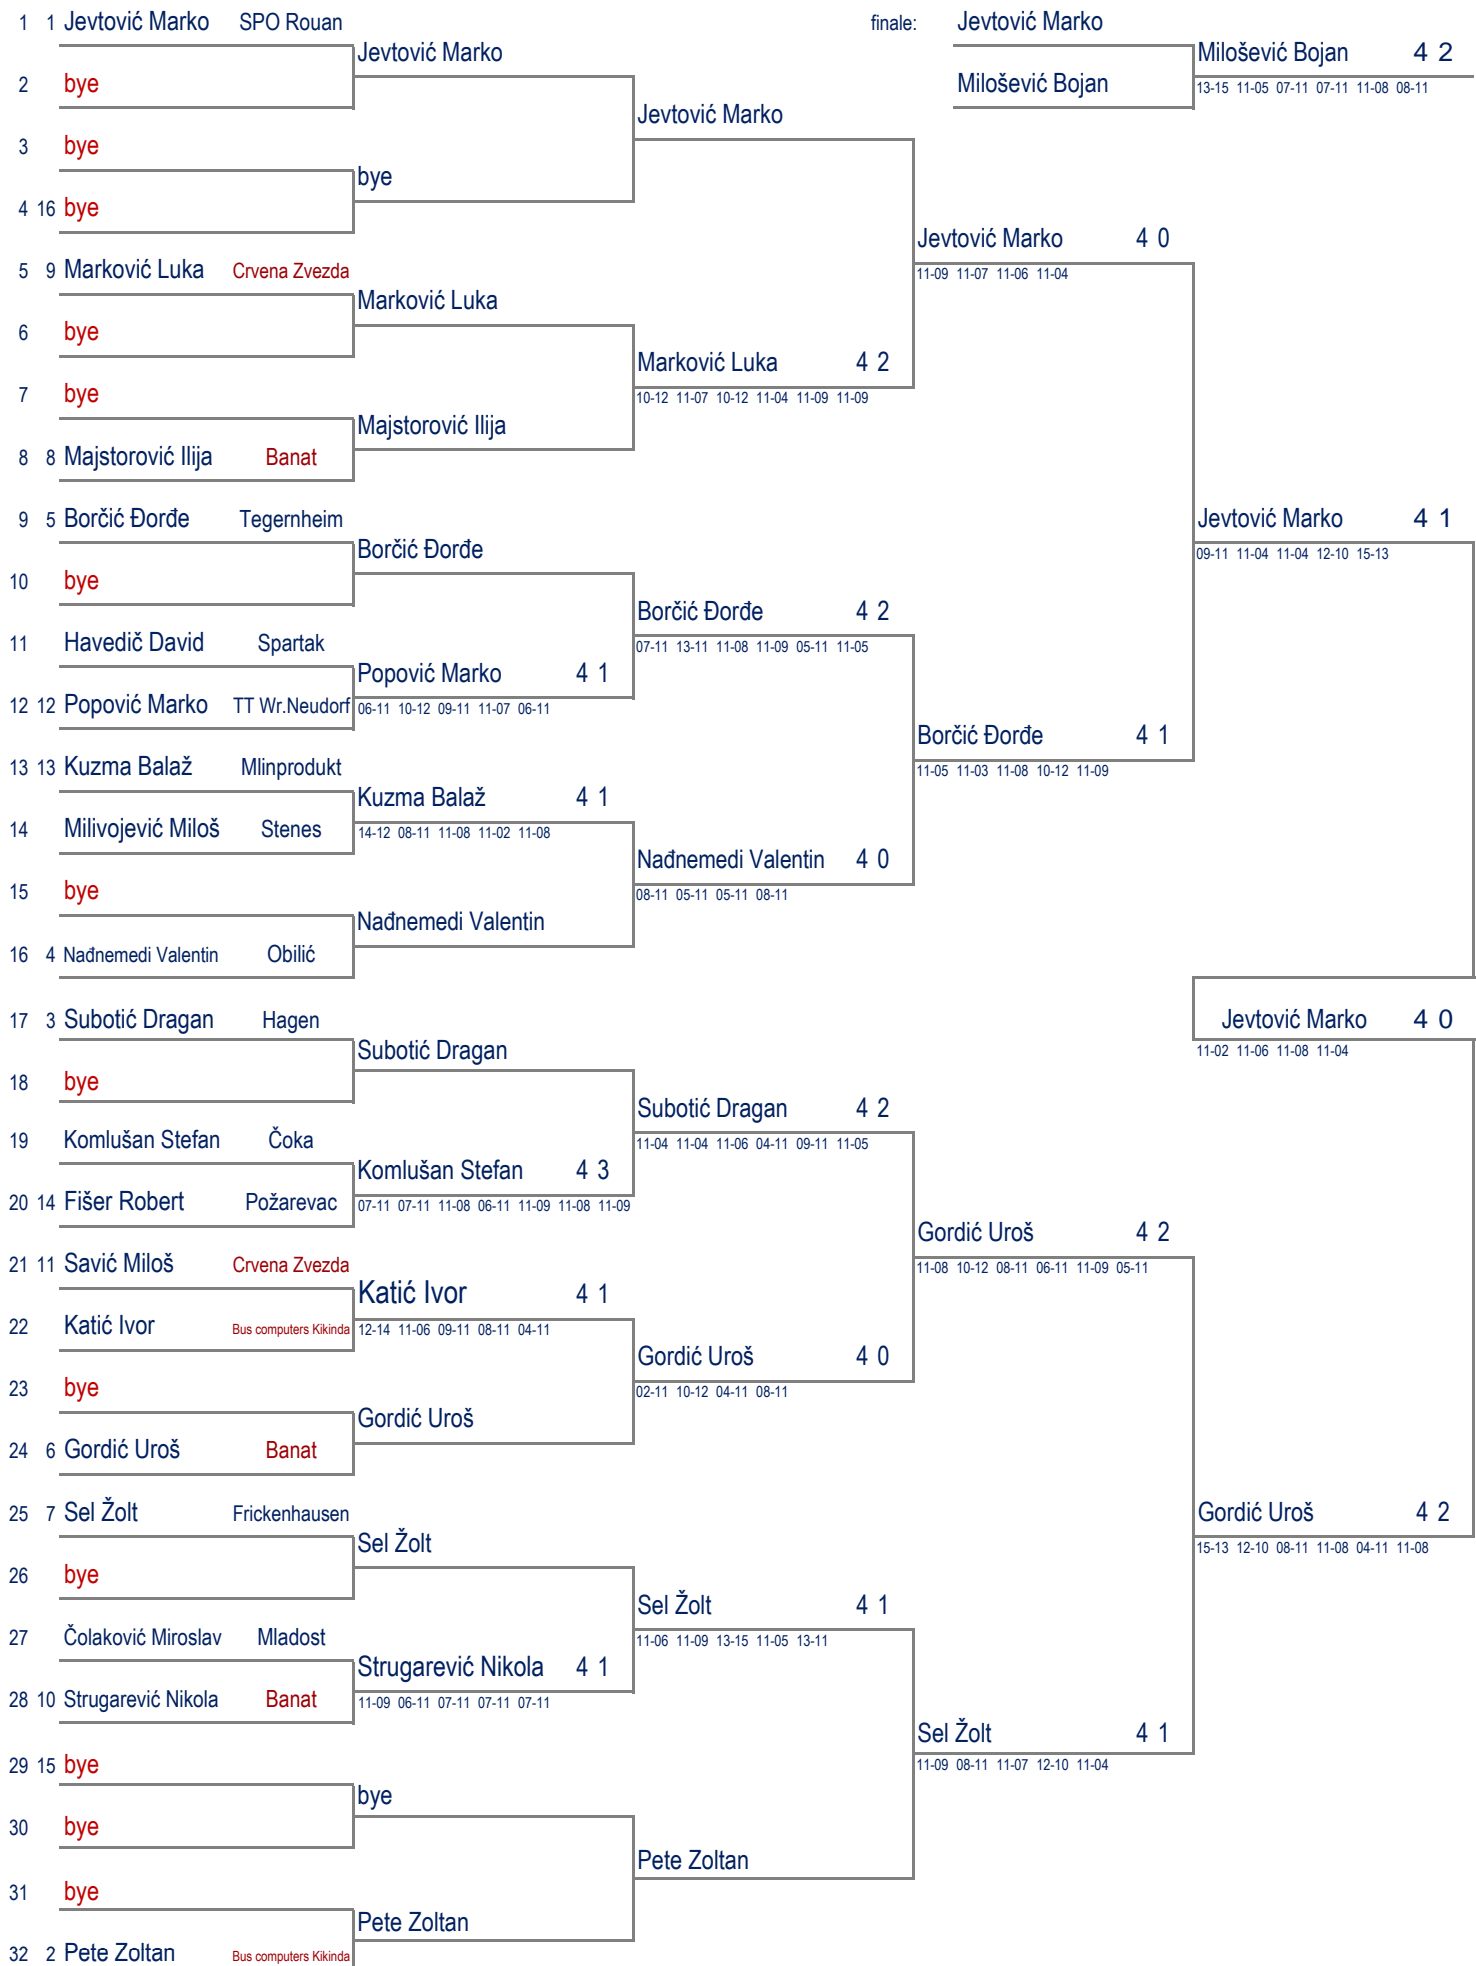 1 1 Jevtović Marko SPO Rouan finale: Jevtović Marko
Jevtović Marko Milošević Bojan 4 2
2 bye Milošević Bojan 13-15 11-05 07-11 07-11 11-08 08-11
Jevtović Marko
3 bye
bye
4 16 bye
Jevtović Marko 4 0
5 9 Marković Luka Crvena Zvezda 11-09 11-07 11-06 11-04
Marković Luka
6 bye
Marković Luka 4 2
7 bye 10-12 11-07 10-12 11-04 11-09 11-09
Majstorović Ilija
8 8 Majstorović Ilija Banat
9 5 Borčić Đorđe Tegernheim Jevtović Marko 4 1
Borčić Đorđe 09-11 11-04 11-04 12-10 15-13
10 bye
Borčić Đorđe 4 2
11 Havedič David Spartak 07-11 13-11 11-08 11-09 05-11 11-05
Popović Marko 4 1
12 12 Popović Marko TT Wr.Neudorf 06-11 10-12 09-11 11-07 06-11
Borčić Đorđe 4 1
13 13 Kuzma Balaž Mlinprodukt 11-05 11-03 11-08 10-12 11-09
Kuzma Balaž 4 1
14 Milivojević Miloš Stenes 14-12 08-11 11-08 11-02 11-08
Nađnemedi Valentin 4 0
15 bye 08-11 05-11 05-11 08-11
Nađnemedi Valentin
16 4 Nađnemedi Valentin Obilić
17 3 Subotić Dragan Hagen Jevtović Marko 4 0
Subotić Dragan 11-02 11-06 11-08 11-04
18 bye
Subotić Dragan 4 2
19 Komlušan Stefan Čoka 11-04 11-04 11-06 04-11 09-11 11-05
Komlušan Stefan 4 3
20 14 Fišer Robert Požarevac 07-11 07-11 11-08 06-11 11-09 11-08 11-09
Gordić Uroš 4 2
21 11 Savić Miloš Crvena Zvezda 11-08 10-12 08-11 06-11 11-09 05-11
Katić Ivor 4 1
22 Katić Ivor Bus computers Kikinda 12-14 11-06 09-11 08-11 04-11
Gordić Uroš 4 0
23 bye 02-11 10-12 04-11 08-11
Gordić Uroš
24 6 Gordić Uroš Banat
25 7 Sel Žolt Frickenhausen Gordić Uroš 4 2
Sel Žolt 15-13 12-10 08-11 11-08 04-11 11-08
26 bye
Sel Žolt 4 1
27 Čolaković Miroslav Mladost 11-06 11-09 13-15 11-05 13-11
Strugarević Nikola 4 1
28 10 Strugarević Nikola Banat 11-09 06-11 07-11 07-11 07-11
Sel Žolt 4 1
29 15 bye 11-09 08-11 11-07 12-10 11-04
bye
30 bye
Pete Zoltan
31 bye
Pete Zoltan
32 2 Pete Zoltan Bus computers Kikinda